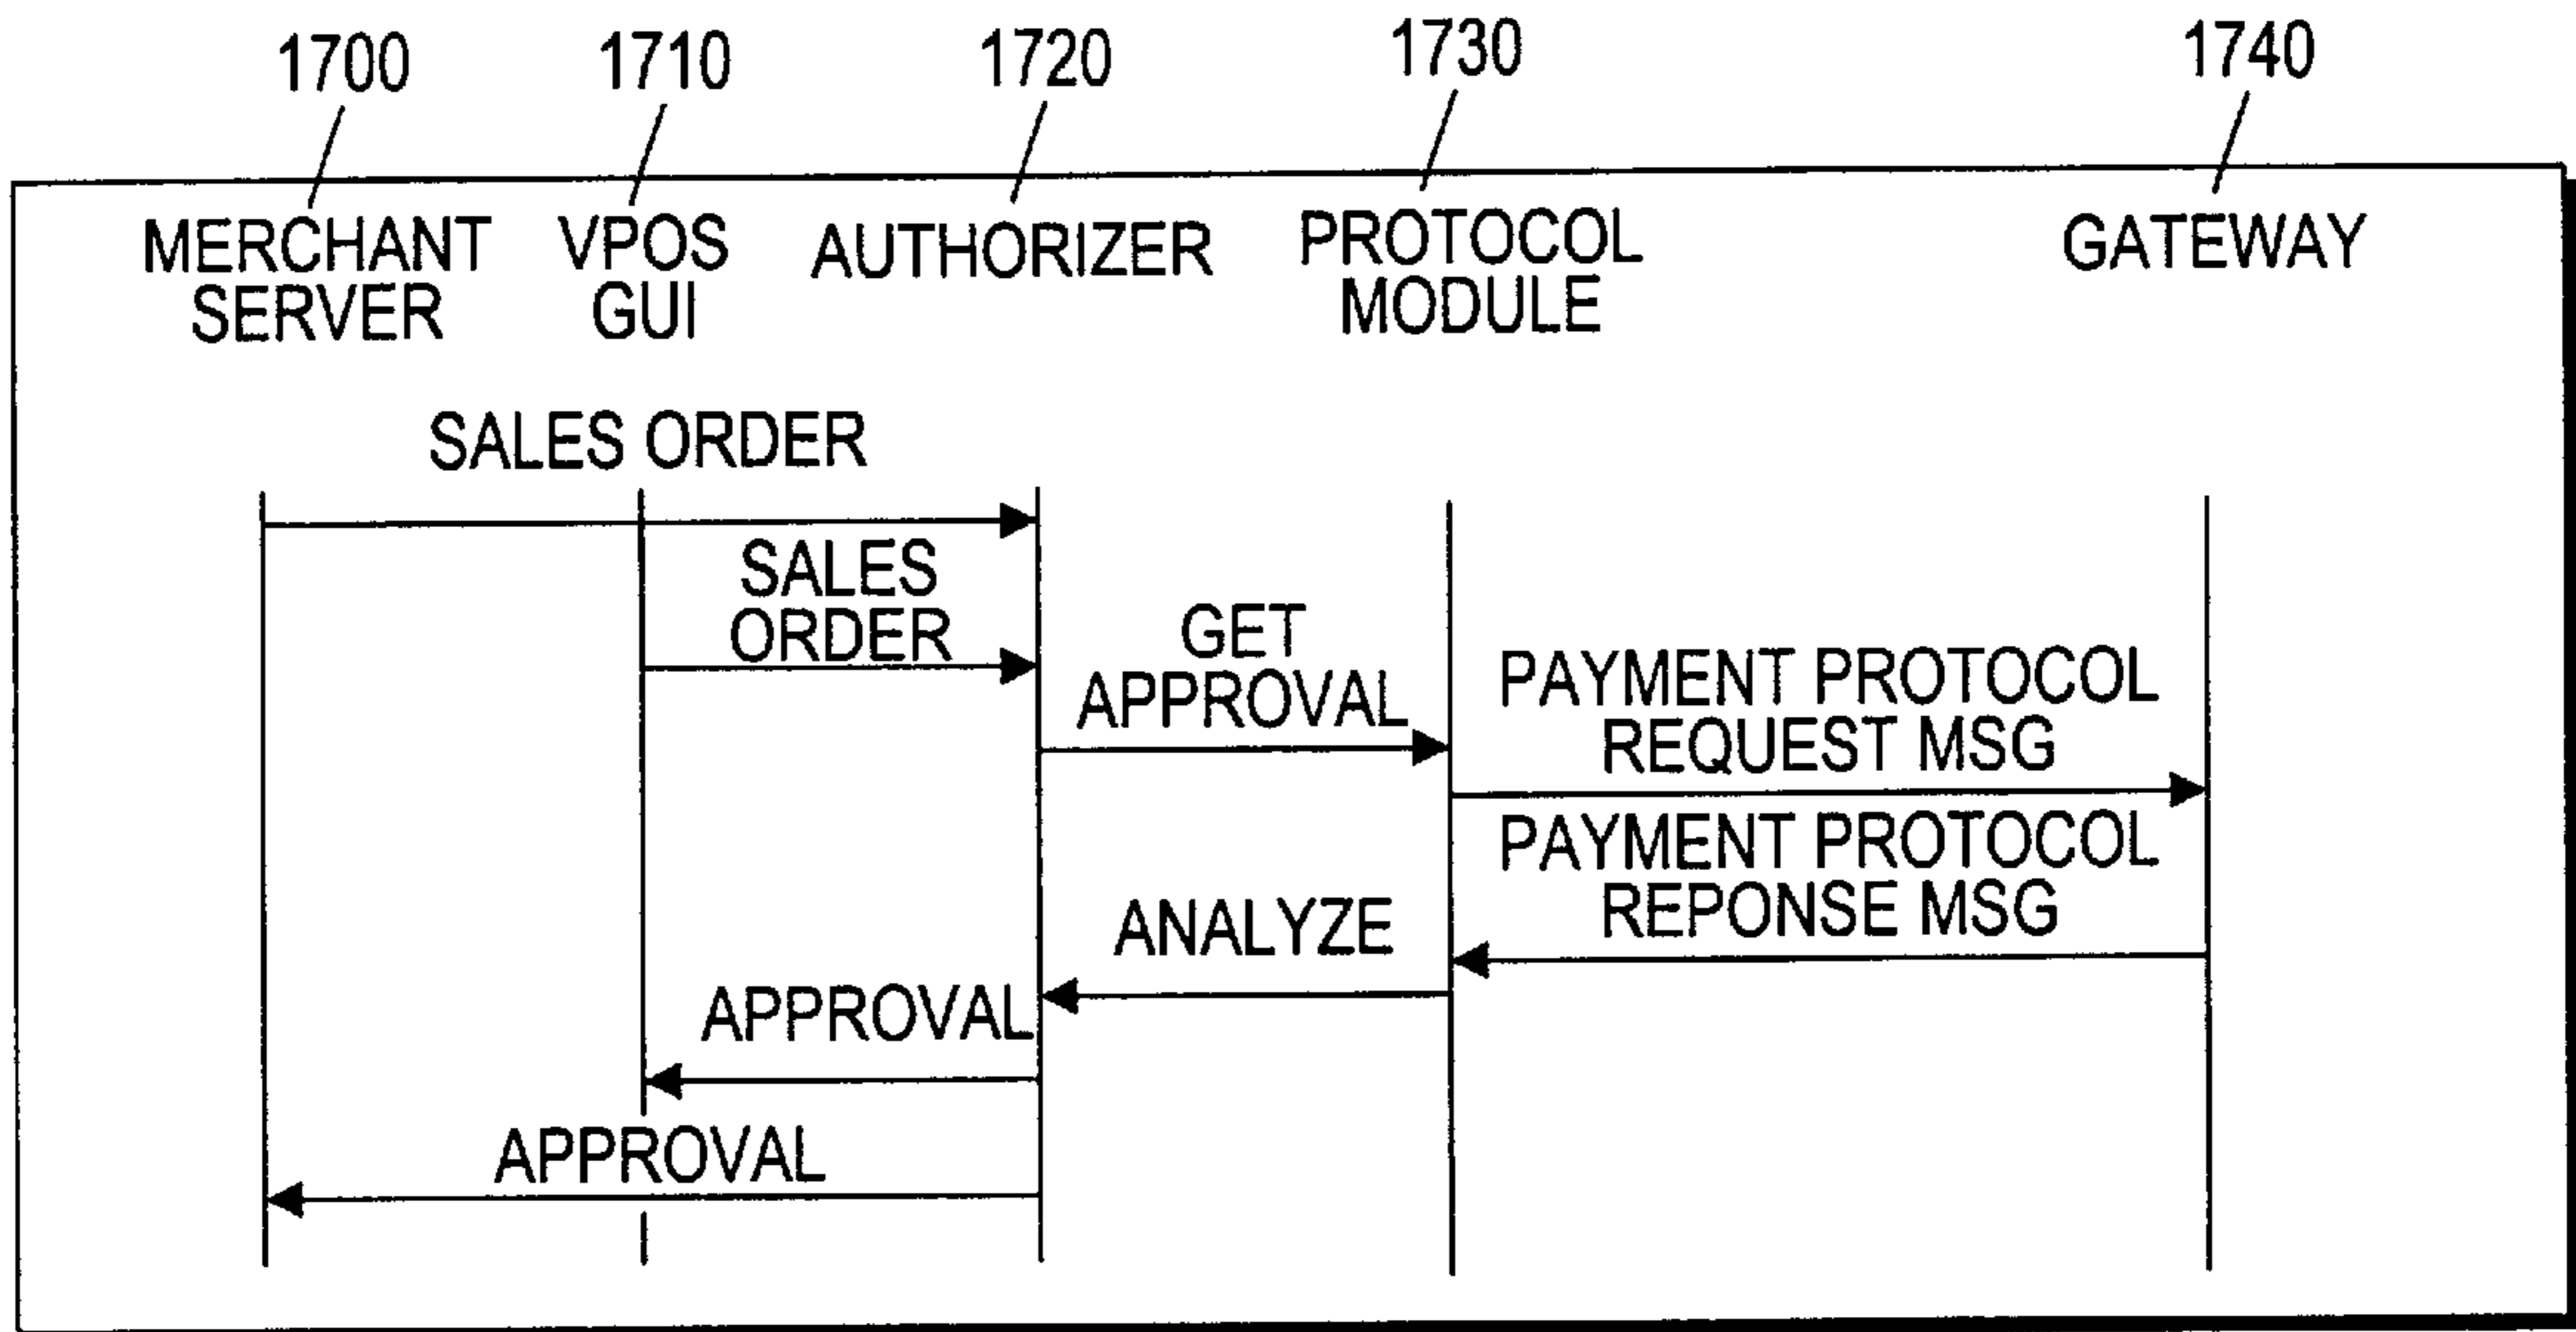 1700 1710 1720 1730 1740
MERCHANT VPOS AUTHORIZER PROTOCOL GATEWAY
SERVER GUI MODULE
SALES ORDER
SALES
ORDER
GET
APPROVAL
PAYMENT PROTOCOL
REQUEST MSG
PAYMENT PROTOCOL
REPONSE MSG
ANALYZE
APPROVAL
APPROVAL